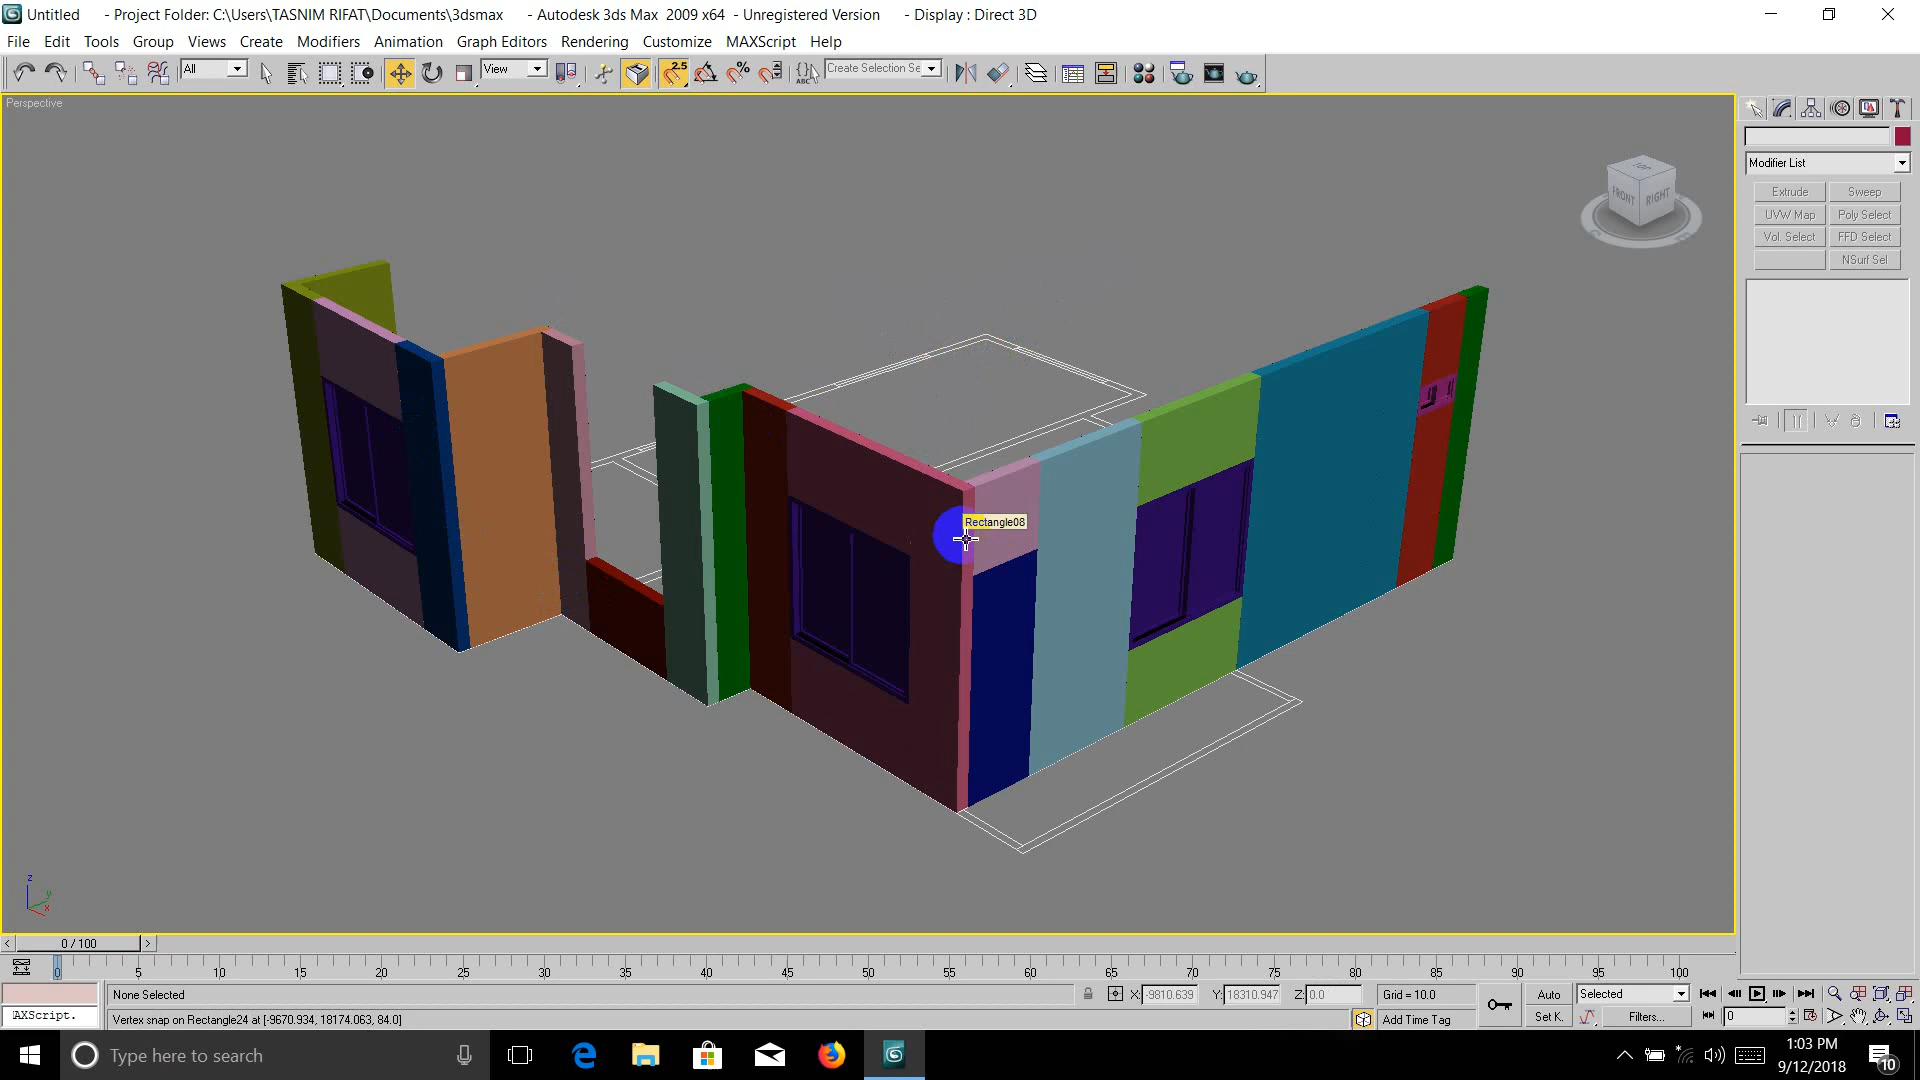 Untitled - Project Folder: C:\Users\TASNIM RIFAT\Documents\3dsmax - Autodesk 3ds Max 2009 x64 - Unregistered Version - Display : Direct 3D
File Edit Tools Group Views Create Modifiers Animation Graph Editors Rendering Customize MAXScript Help
All View 2.5 % ABC Create Selection Se
Perspective
TOP
FRONT RIGHT
Modifier List
Extrude Sweep
UVW Map Poly Select
Vol. Select FFD Select
NSurf Sel
Rectangle08
z
y
x
< 0 / 100 >
0 5 10 15 20 25 30 35 40 45 50 55 60 65 70 75 80 85 90 95 100
None Selected X: -9810.639 Y: 18310.947 Z: 0.0 Grid = 10.0 Auto Selected
AXScript. Vertex snap on Rectangle24 at [-9670.934, 18174.063, 84.0] Add Time Tag Set K. Filters... 0
Type here to search
1:03 PM
9/12/2018
10